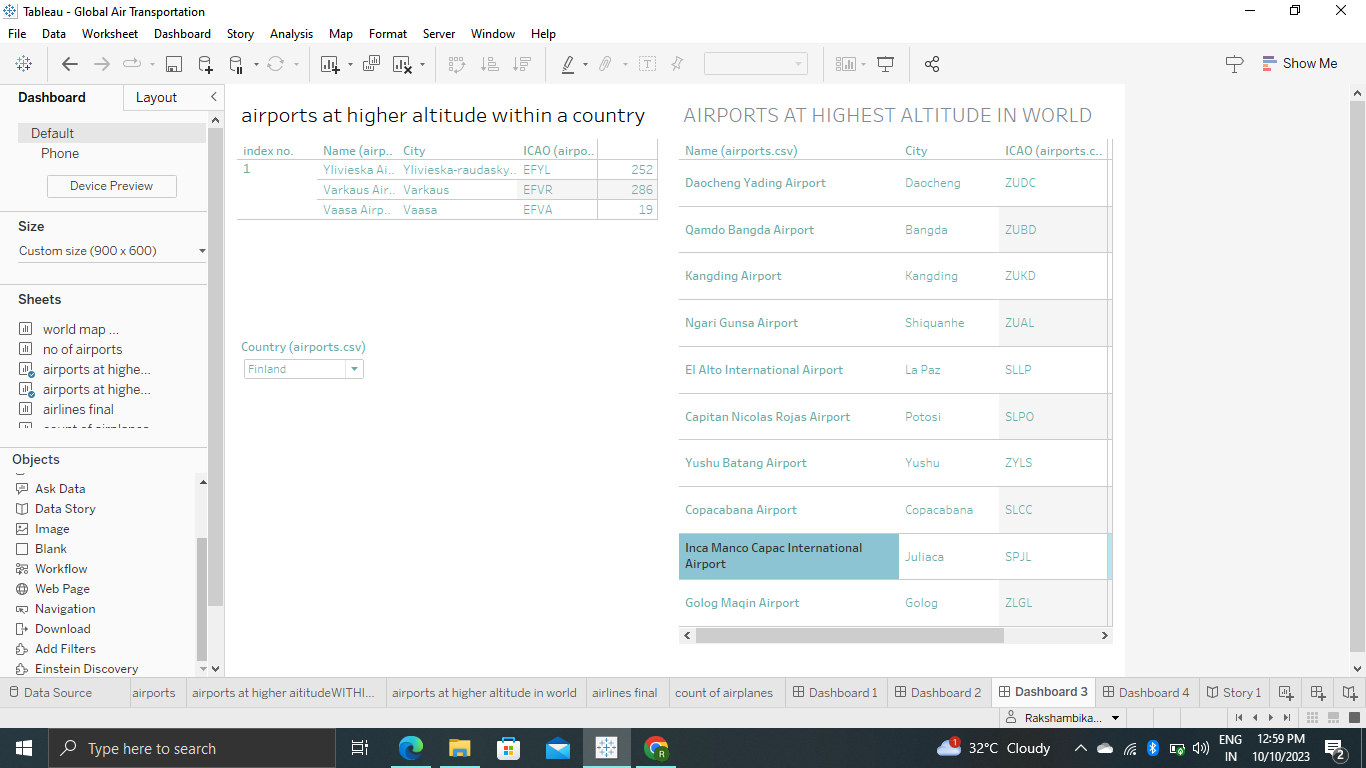 Tableau - Global Air Transportation
File Data Worksheet Dashboard Story Analysis Map Format Server Window Help
Show Me
Dashboard Layout
Default
Phone
Device Preview
Size
Custom size (900 x 600)
Sheets
world map ...
no of airports
airports at highe...
airports at highe...
airlines final
count of airplanes
Objects
Ask Data
Data Story
Image
Blank
Workflow
Web Page
Navigation
Download
Add Filters
Einstein Discovery
airports at higher altitude within a country
index no. Name (airp.. City ICAO (airpo..
1 Ylivieska Ai.. Ylivieska-raudasky.. EFYL 252
Varkaus Air.. Varkaus EFVR 286
Vaasa Airp.. Vaasa EFVA 19
Country (airports.csv)
Finland
AIRPORTS AT HIGHEST ALTITUDE IN WORLD
Name (airports.csv) City ICAO (airports.c..
Daocheng Yading Airport Daocheng ZUDC
Qamdo Bangda Airport Bangda ZUBD
Kangding Airport Kangding ZUKD
Ngari Gunsa Airport Shiquanhe ZUAL
El Alto International Airport La Paz SLLP
Capitan Nicolas Rojas Airport Potosi SLPO
Yushu Batang Airport Yushu ZYLS
Copacabana Airport Copacabana SLCC
Inca Manco Capac International
Airport Juliaca SPJL
Golog Maqin Airport Golog ZLGL
Data Source airports airports at higher aititudeWITHI... airports at higher altitude in world airlines final count of airplanes Dashboard 1 Dashboard 2 Dashboard 3 Dashboard 4 Story 1
Rakshambika...
Type here to search
1 32°C Cloudy
ENG
IN
12:59 PM
10/10/2023
2